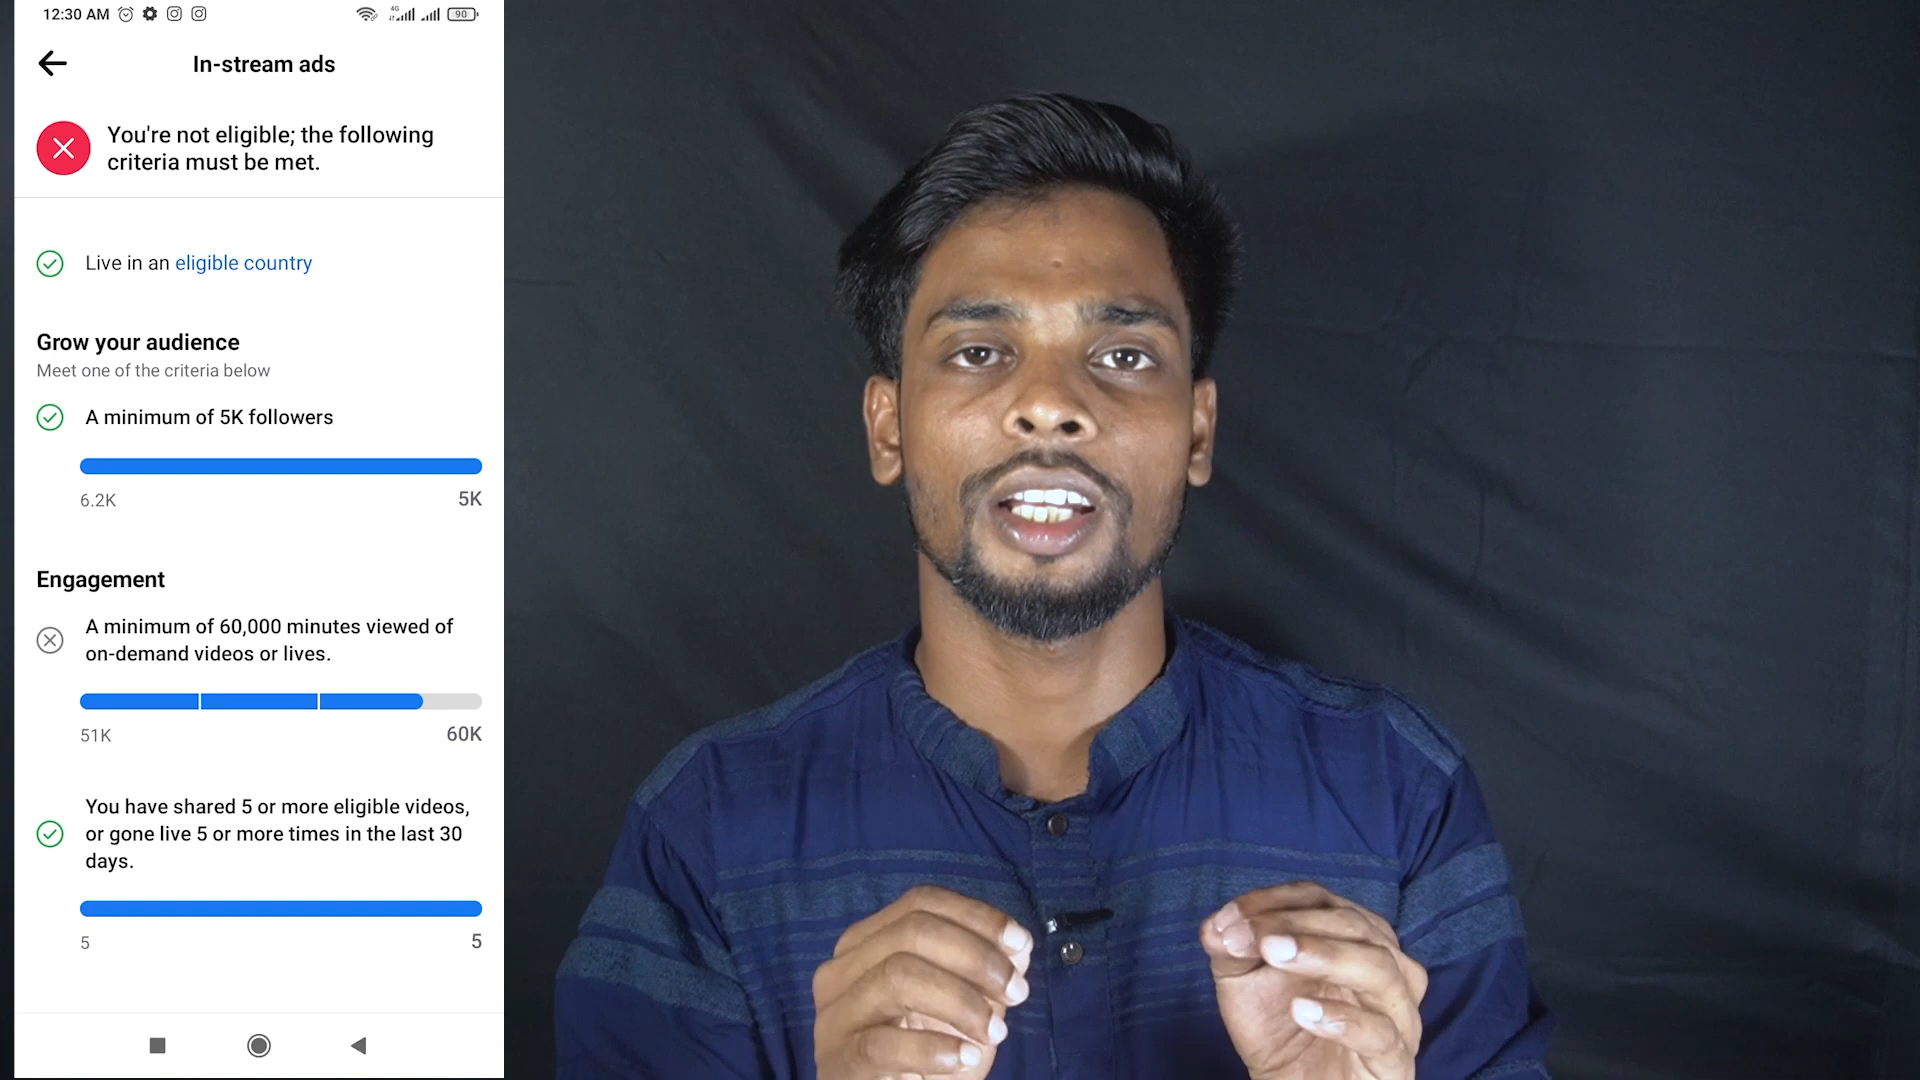 12:30 AM
4G
90
In-stream ads
You're not eligible; the following
criteria must be met.
Live in an eligible country
Grow your audience
Meet one of the criteria below
A minimum of 5K followers
6.2K 5K
Engagement
A minimum of 60,000 minutes viewed of
on-demand videos or lives.
51K 60K
You have shared 5 or more eligible videos,
or gone live 5 or more times in the last 30
days.
5 5